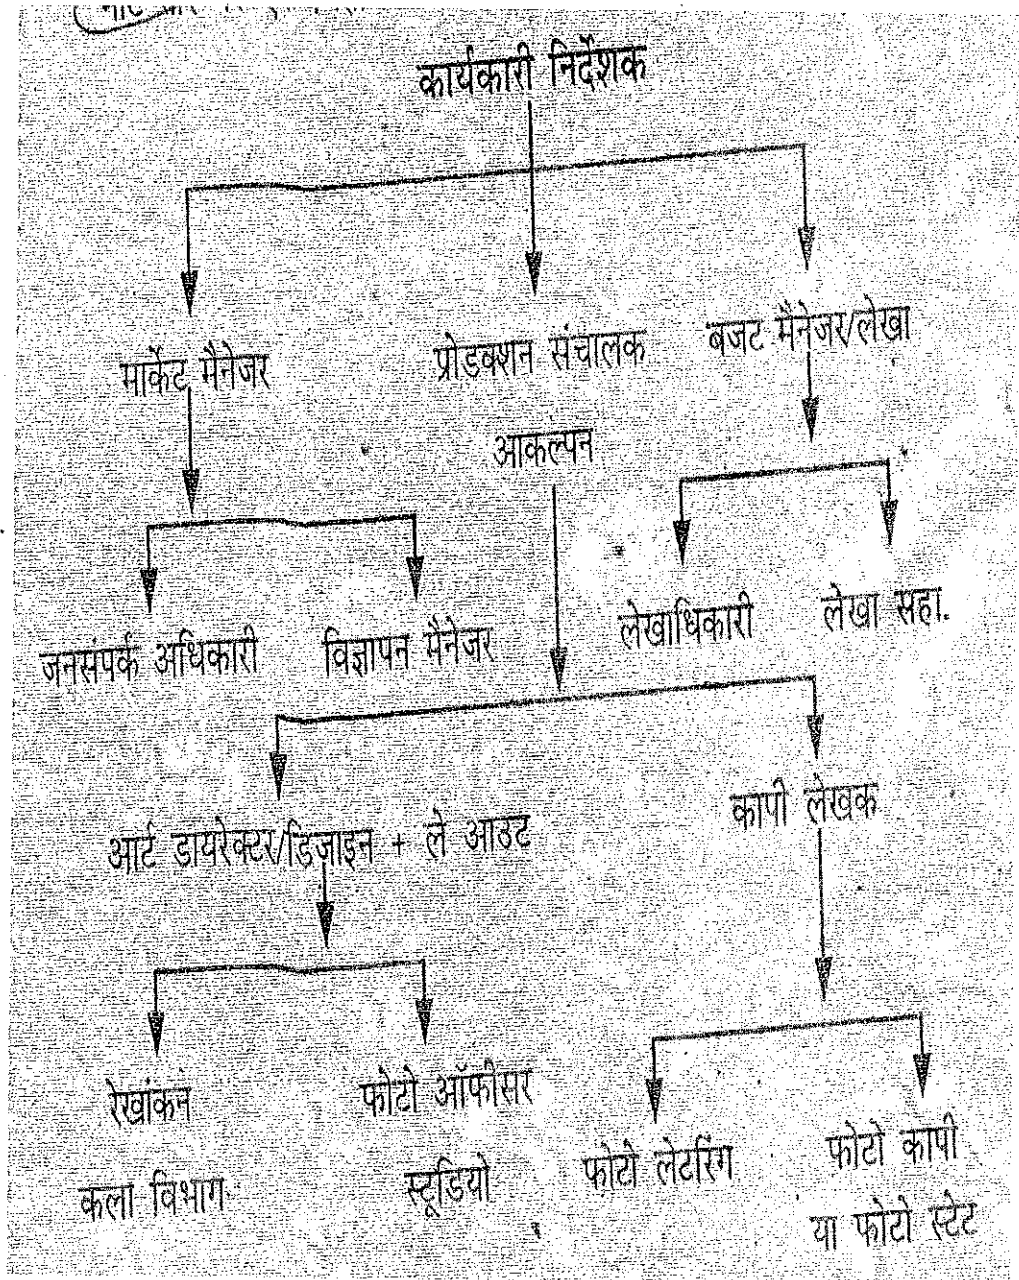 कार्यकारी निर्देशक
मार्केट मैनेजर
प्रोडक्शन संचालक
बजट मैनेजर/लेखा
आकल्पन
जनसंपर्क अधिकारी
विज्ञापन मैनेजर
लेखाधिकारी
लेखा सहा.
आर्ट डायरेक्टर/डिज़ाइन + ले आउट
कापी लेखक
रेखांकन
फोटो ऑफीसर
फोटो लेटरिंग
फोटो कापी
कला विभाग
स्टूडियो
या फोटो स्टेट